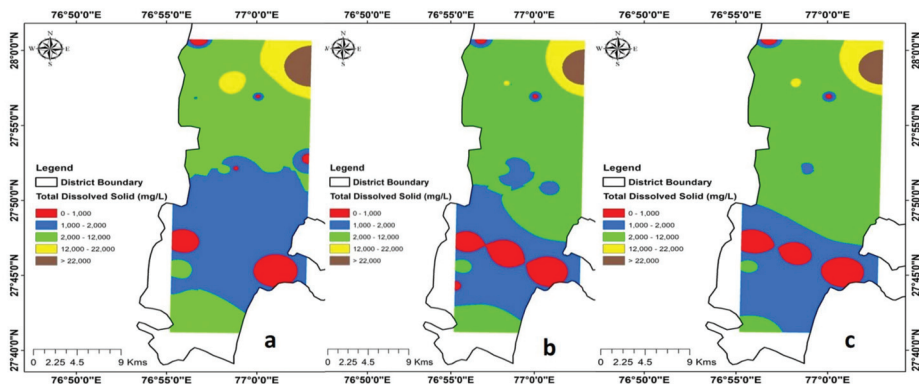 76°50'0"E 76°55'0"E 77°0'0"E 76°50'0"E 76°55'0"E 77°0'0"E 76°50'0"E 76°55'0"E 77°0'0"E
28°0'0"N
27°55'0"N
27°50'0"N
27°45'0"N
27°40'0"N
N
W E
S
Legend
District Boundary
Total Dissolved Solid (mg/L)
0 - 1,000
1,000 - 2,000
2,000 - 12,000
12,000 - 22,000
> 22,000
0 2.25 4.5 9 Kms
a
N
W E
S
Legend
District Boundary
Total Dissolved Solid (mg/L)
0 - 1,000
1,000 - 2,000
2,000 - 12,000
12,000 - 22,000
> 22,000
0 2.25 4.5 9 Kms
b
N
W E
S
Legend
District Boundary
Total Dissolved Solid (mg/L)
0 - 1,000
1,000 - 2,000
2,000 - 12,000
12,000 - 22,000
> 22,000
0 2.25 4.5 9 Kms
c
28°0'0"N
27°55'0"N
27°50'0"N
27°45'0"N
27°40'0"N
76°50'0"E 76°55'0"E 77°0'0"E 76°50'0"E 76°55'0"E 77°0'0"E 76°50'0"E 76°55'0"E 77°0'0"E